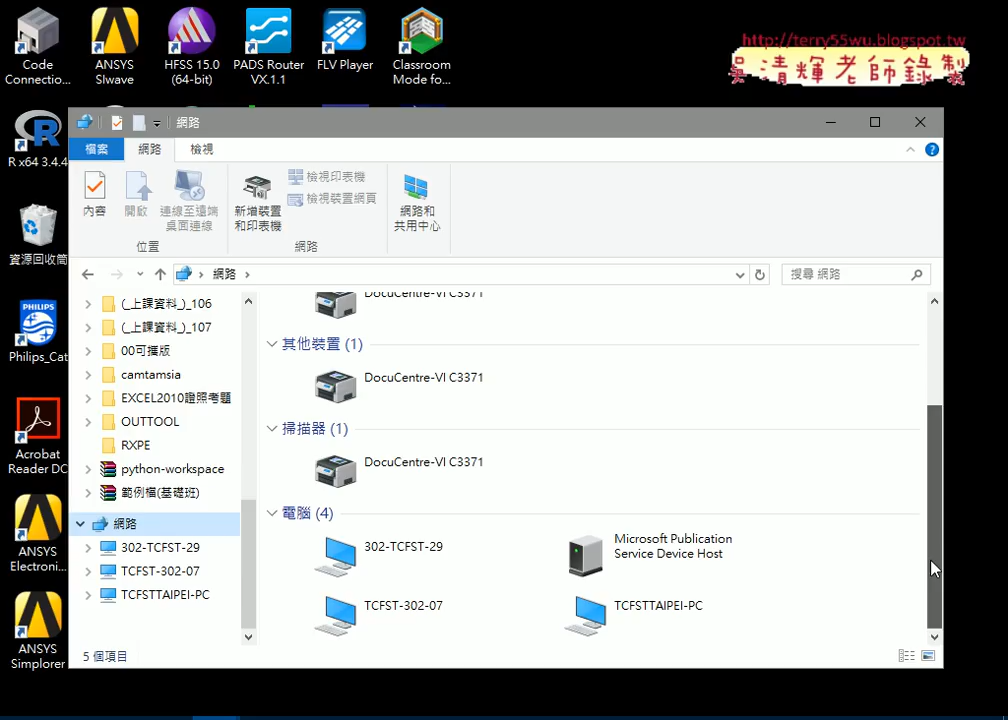 Code
Connectio...
ANSYS
SIwave
HFSS 15.0
(64-bit)
PADS Router
VX.1.1
FLV Player
Classroom
Mode fo...
http://terry55wu.blogspot.tw
吳清輝老師錄製
R x64 3.4.4
資源回收筒
Philips_Cat
Acrobat
Reader DC
ANSYS
Electroni...
ANSYS
Simplorer
網路
檔案
網路
檢視
內容
開啟
連線至遠端
桌面連線
位置
新增裝置
和印表機
檢視印表機
檢視裝置網頁
網路
網路和
共用中心
網路
搜尋 網路
(_上課資料_)_106
(_上課資料_)_107
00可攜版
camtamsia
EXCEL2010證照考題
OUTTOOL
RXPE
python-workspace
範例檔(基礎班)
網路
302-TCFST-29
TCFST-302-07
TCFSTTAIPEI-PC
DocuCentre-VI C3371
其他裝置 (1)
DocuCentre-VI C3371
掃描器 (1)
DocuCentre-VI C3371
電腦 (4)
302-TCFST-29
Microsoft Publication
Service Device Host
TCFST-302-07
TCFSTTAIPEI-PC
5 個項目